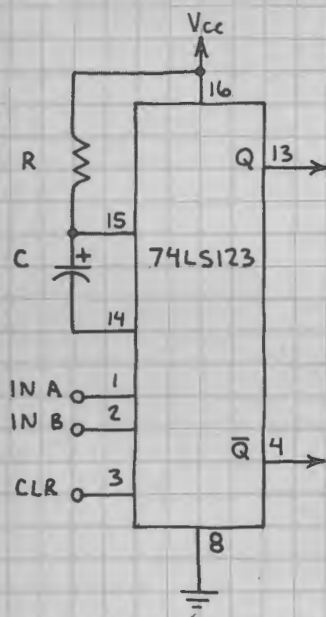 Vcc
16
R
Q 13
15
C +
74LS123
14
IN A 1
IN B 2
Q̅ 4
CLR 3
8